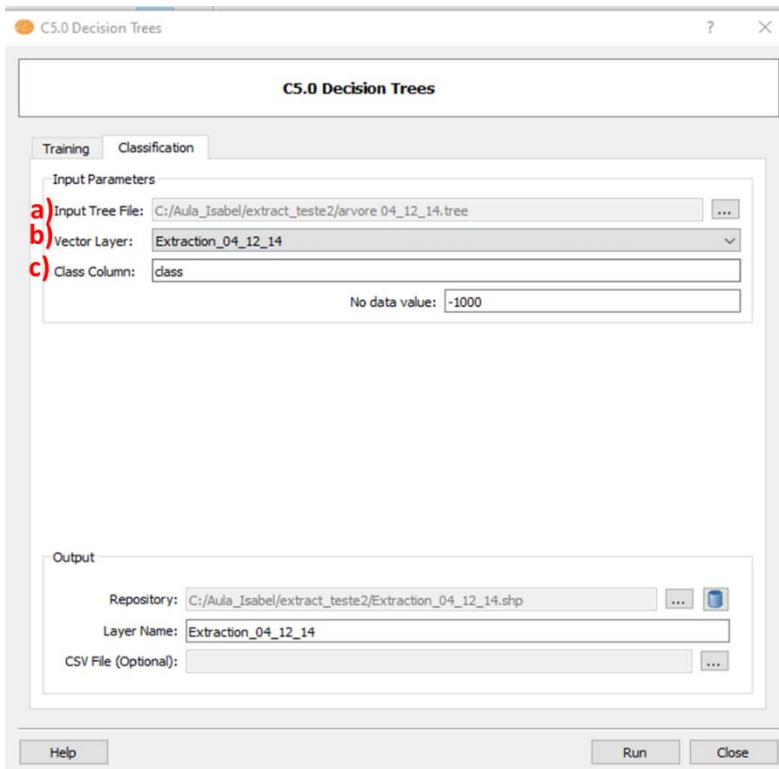 C5.0 Decision Trees
? ×
C5.0 Decision Trees
Training Classification
Input Parameters
a) Input Tree File: C:/Aula_Isabel/extract_teste2/arvore 04_12_14.tree ...
b) Vector Layer: Extraction_04_12_14
c) Class Column: class
No data value: -1000
Output
Repository: C:/Aula_Isabel/extract_teste2/Extraction_04_12_14.shp ...
Layer Name: Extraction_04_12_14
CSV File (Optional): ...
Help Run Close